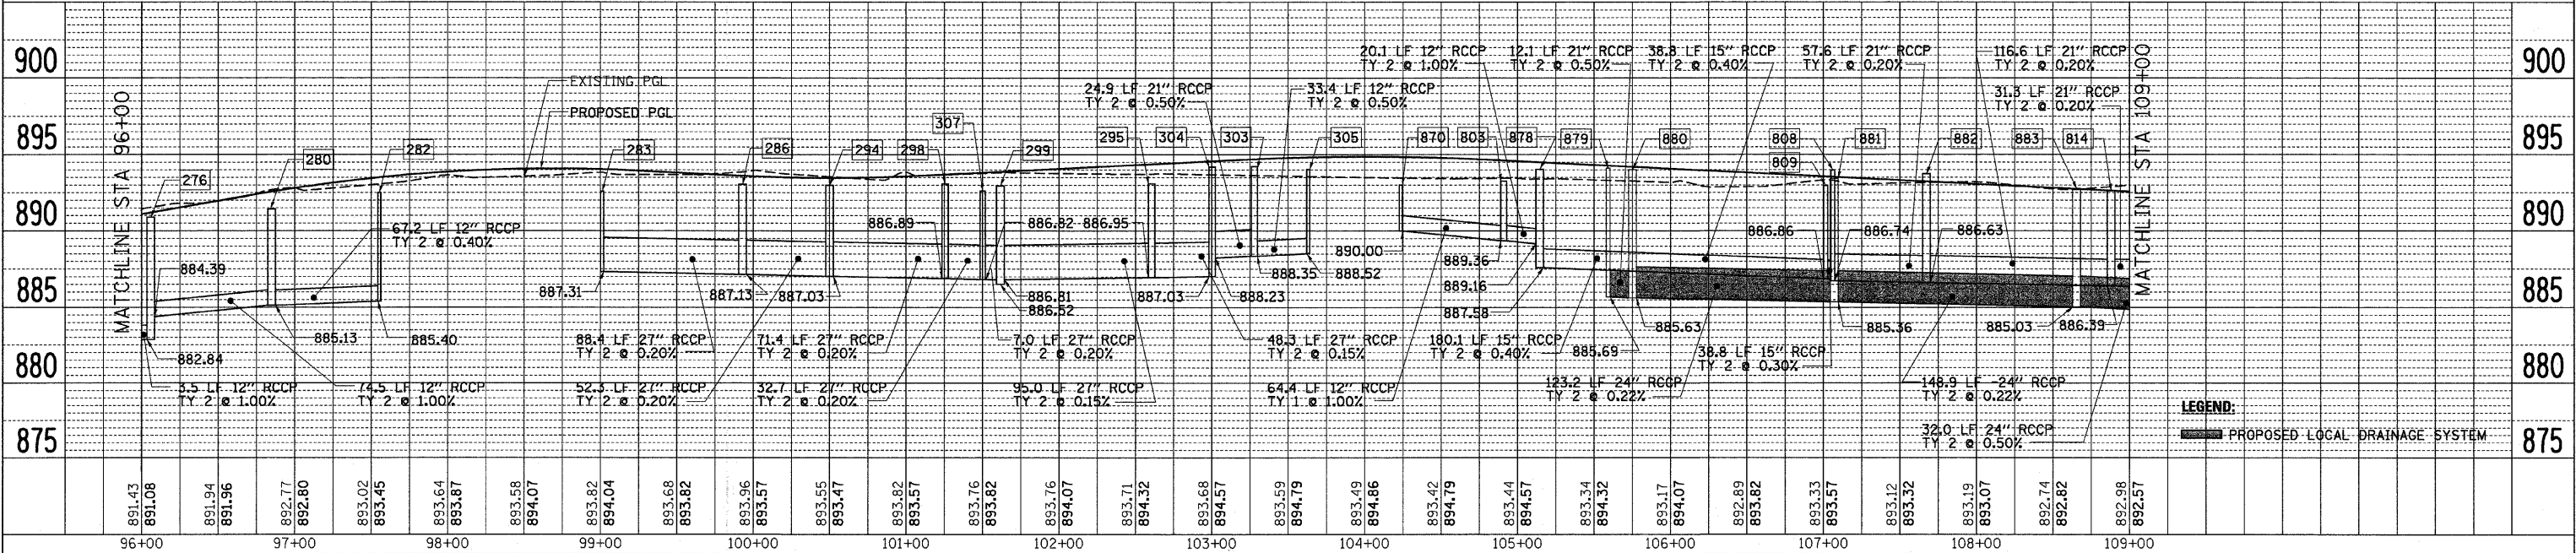 900
895
890
885
880
875
MATCHLINE STA 96+00
EXISTING PGL
PROPOSED PGL
20.1 LF 12" RCCP
TY 2 @ 1.00%
12.1 LF 21" RCCP
TY 2 @ 0.50%
38.8 LF 15" RCCP
TY 2 @ 0.40%
57.6 LF 21" RCCP
TY 2 @ 0.20%
116.6 LF 21" RCCP
TY 2 @ 0.20%
24.9 LF 21" RCCP
TY 2 @ 0.50%
33.4 LF 12" RCCP
TY 2 @ 0.50%
31.3 LF 21" RCCP
TY 2 @ 0.20%
276
280
282
283
286
294
298
307
299
295
304
303
305
870
803
878
879
880
808
809
881
882
883
814
67.2 LF 12" RCCP
TY 2 @ 0.40%
884.39
882.84
885.13
885.40
887.31
887.13
887.03
886.89
886.82
886.95
886.81
886.52
887.03
888.23
888.35
888.52
890.00
889.36
889.16
887.58
885.69
885.63
886.86
886.74
886.63
885.36
885.03
886.39
3.5 LF 12" RCCP
TY 2 @ 1.00%
74.5 LF 12" RCCP
TY 2 @ 1.00%
88.4 LF 27" RCCP
TY 2 @ 0.20%
52.3 LF 27" RCCP
TY 2 @ 0.20%
71.4 LF 27" RCCP
TY 2 @ 0.20%
32.7 LF 27" RCCP
TY 2 @ 0.20%
7.0 LF 27" RCCP
TY 2 @ 0.20%
95.0 LF 27" RCCP
TY 2 @ 0.15%
48.3 LF 27" RCCP
TY 2 @ 0.15%
64.4 LF 12" RCCP
TY 1 @ 1.00%
180.1 LF 15" RCCP
TY 2 @ 0.40%
123.2 LF 24" RCCP
TY 2 @ 0.22%
38.8 LF 15" RCCP
TY 2 @ 0.30%
148.9 LF 24" RCCP
TY 2 @ 0.22%
32.0 LF 24" RCCP
TY 2 @ 0.50%
MATCHLINE STA 109+00
LEGEND:
PROPOSED LOCAL DRAINAGE SYSTEM
900
895
890
885
880
875
891.43
891.08
891.94
891.96
892.77
892.80
893.02
893.45
893.64
893.87
893.58
894.07
893.82
894.04
893.68
893.82
893.96
893.57
893.55
893.47
893.82
893.57
893.76
893.82
893.76
894.07
893.71
894.32
893.68
894.57
893.59
894.79
893.49
894.86
893.42
894.79
893.44
894.57
893.34
894.32
893.17
894.07
892.89
893.82
893.33
893.57
893.12
893.32
893.19
893.07
892.74
892.82
892.98
892.57
96+00
97+00
98+00
99+00
100+00
101+00
102+00
103+00
104+00
105+00
106+00
107+00
108+00
109+00